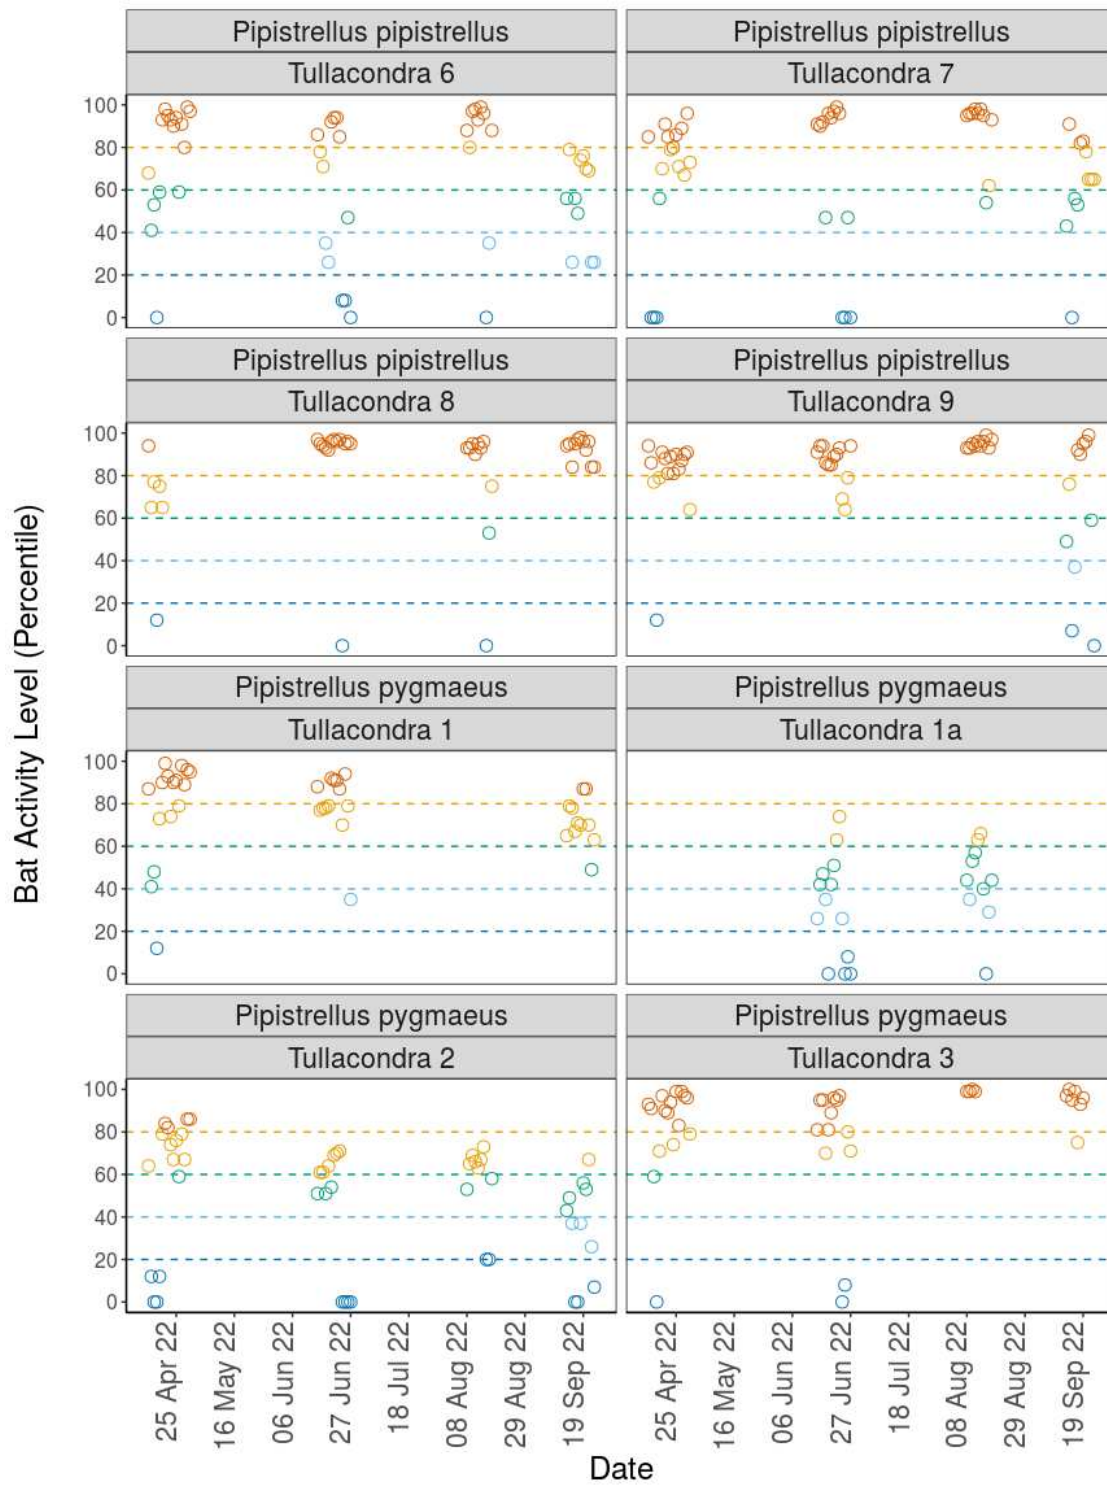 Pipistrellus pipistrellus Pipistrellus pipistrellus
Tullacondra 6 Tullacondra 7
100
80
60
40
20
0
Pipistrellus pipistrellus Pipistrellus pipistrellus
Tullacondra 8 Tullacondra 9
100
80
60
40
20
0
Pipistrellus pygmaeus Pipistrellus pygmaeus
Tullacondra 1 Tullacondra 1a
100
80
60
40
20
0
Pipistrellus pygmaeus Pipistrellus pygmaeus
Tullacondra 2 Tullacondra 3
100
80
60
40
20
0
Bat Activity Level (Percentile)
25 Apr 22 16 May 22 06 Jun 22 27 Jun 22 18 Jul 22 08 Aug 22 29 Aug 22 19 Sep 22 25 Apr 22 16 May 22 06 Jun 22 27 Jun 22 18 Jul 22 08 Aug 22 29 Aug 22 19 Sep 22
Date